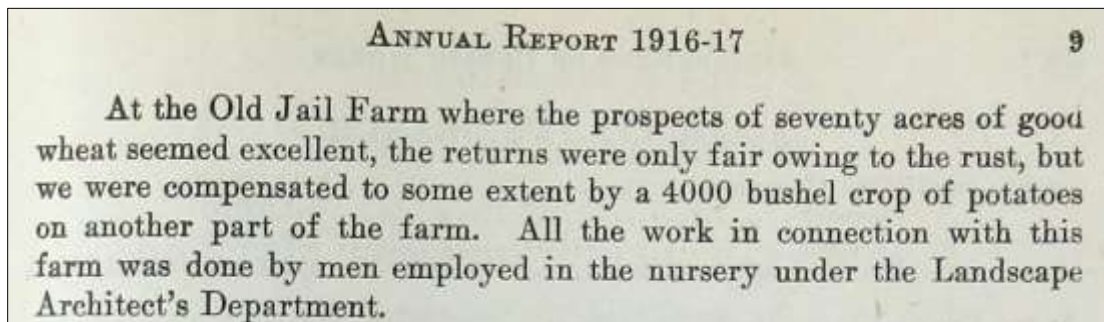 ANNUAL REPORT 1916-17 9
At the Old Jail Farm where the prospects of seventy acres of good
wheat seemed excellent, the returns were only fair owing to the rust, but
we were compensated to some extent by a 4000 bushel crop of potatoes
on another part of the farm. All the work in connection with this
farm was done by men employed in the nursery under the Landscape
Architect's Department.